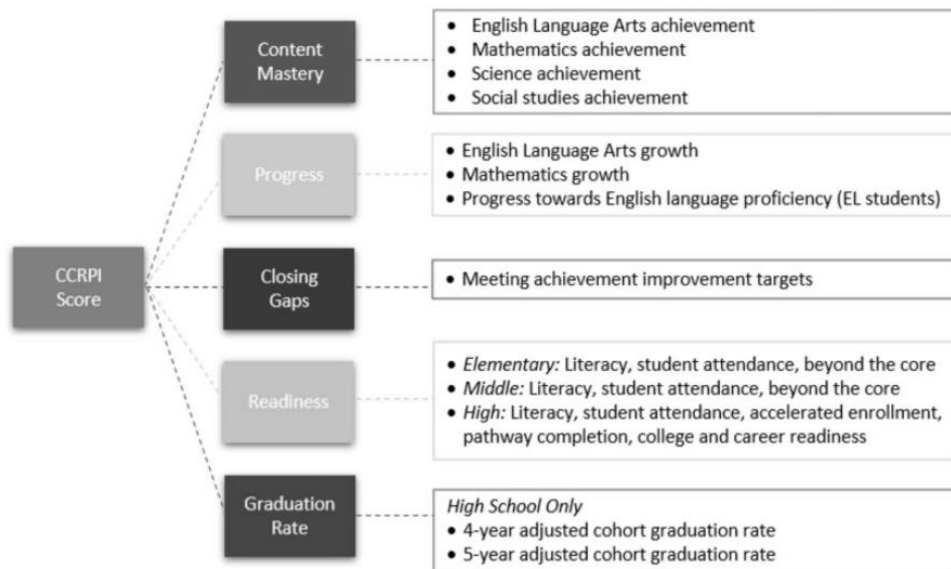 Content
Mastery
• English Language Arts achievement
• Mathematics achievement
• Science achievement
• Social studies achievement
Progress
• English Language Arts growth
• Mathematics growth
• Progress towards English language proficiency (EL students)
CCRPI
Score
Closing
Gaps
• Meeting achievement improvement targets
Readiness
• Elementary: Literacy, student attendance, beyond the core
• Middle: Literacy, student attendance, beyond the core
• High: Literacy, student attendance, accelerated enrollment,
pathway completion, college and career readiness
Graduation
Rate
High School Only
• 4-year adjusted cohort graduation rate
• 5-year adjusted cohort graduation rate